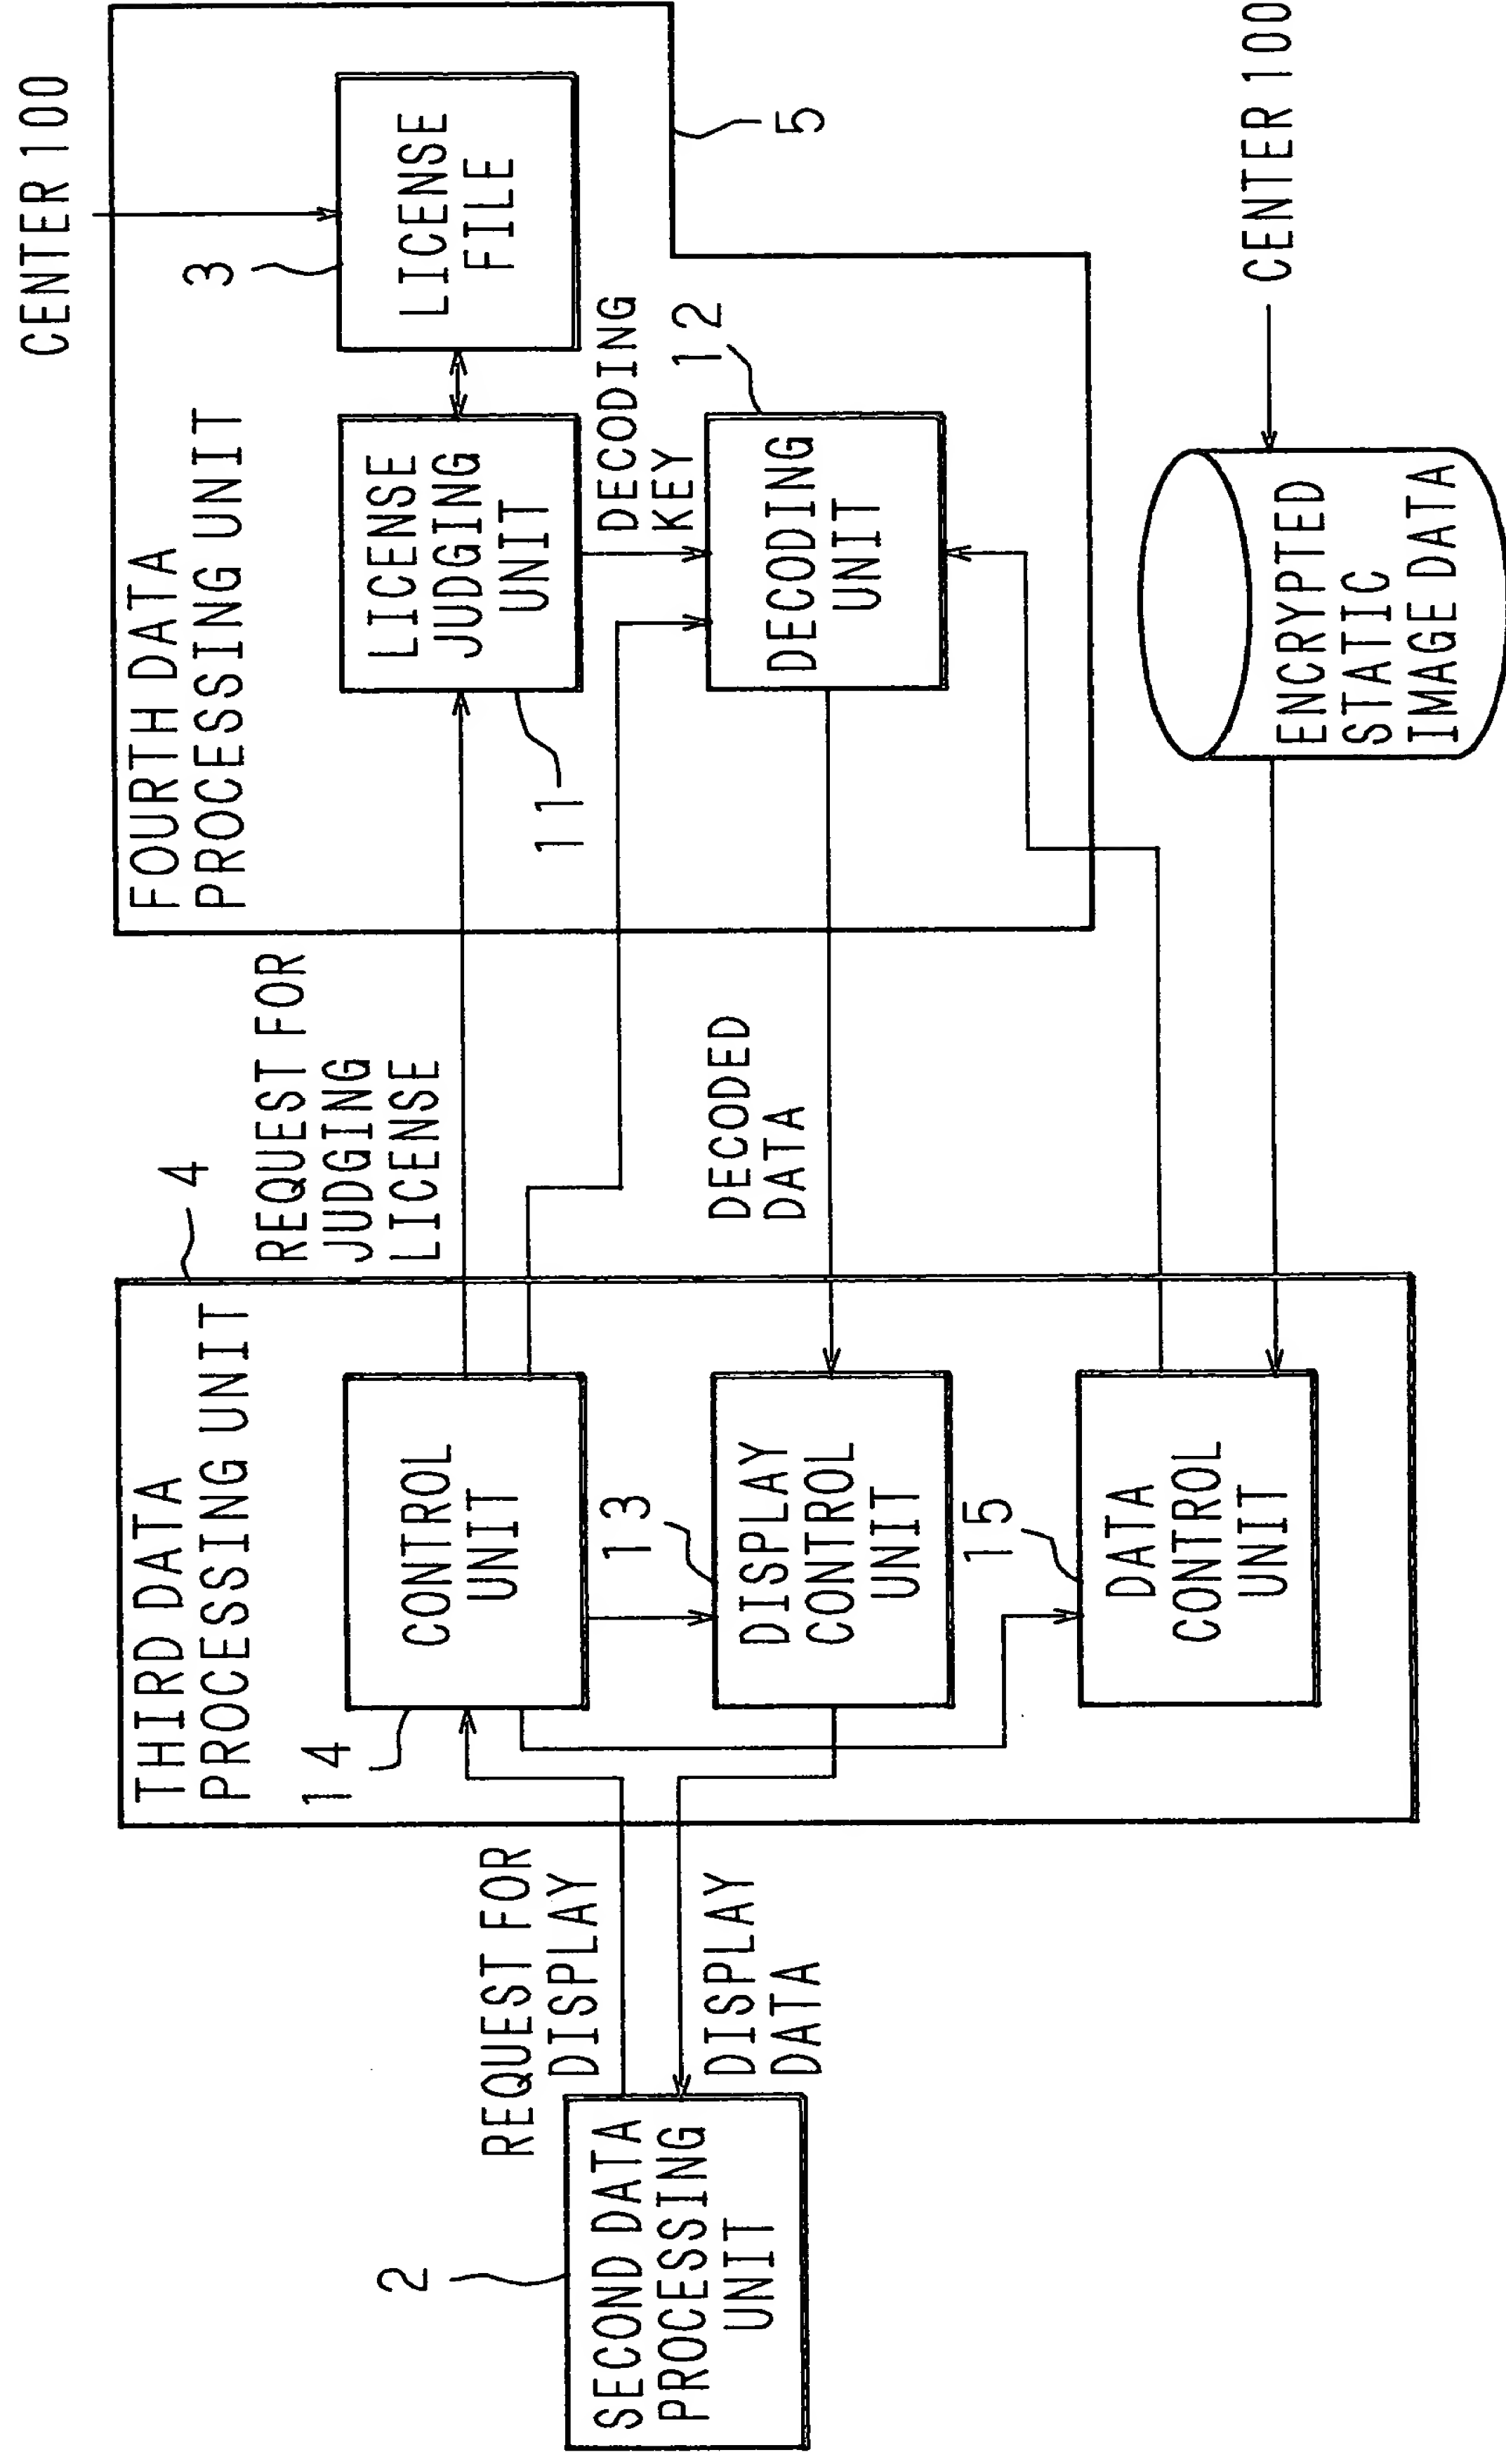 SECOND DATA
PROCESSING
UNIT
2
REQUEST FOR
DISPLAY
DISPLAY
DATA
THIRD DATA
PROCESSING UNIT
4
CONTROL
UNIT
14
DISPLAY
CONTROL
UNIT
13
DATA
CONTROL
UNIT
15
REQUEST FOR
JUDGING
LICENSE
DECODED
DATA
FOURTH DATA
PROCESSING UNIT
LICENSE
JUDGING
UNIT
11
DECODING
KEY
DECODING
UNIT
12
LICENSE
FILE
3
5
CENTER 100
ENCRYPTED
STATIC
IMAGE DATA
CENTER 100